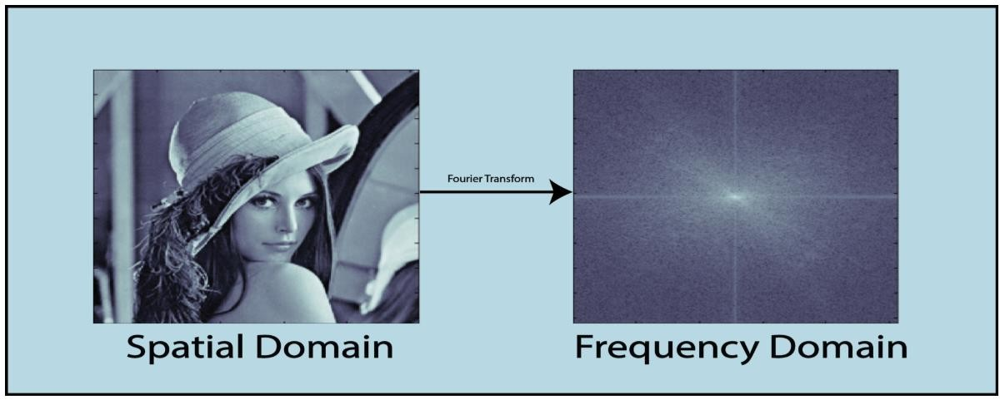 Fourier Transform
Spatial Domain
Frequency Domain